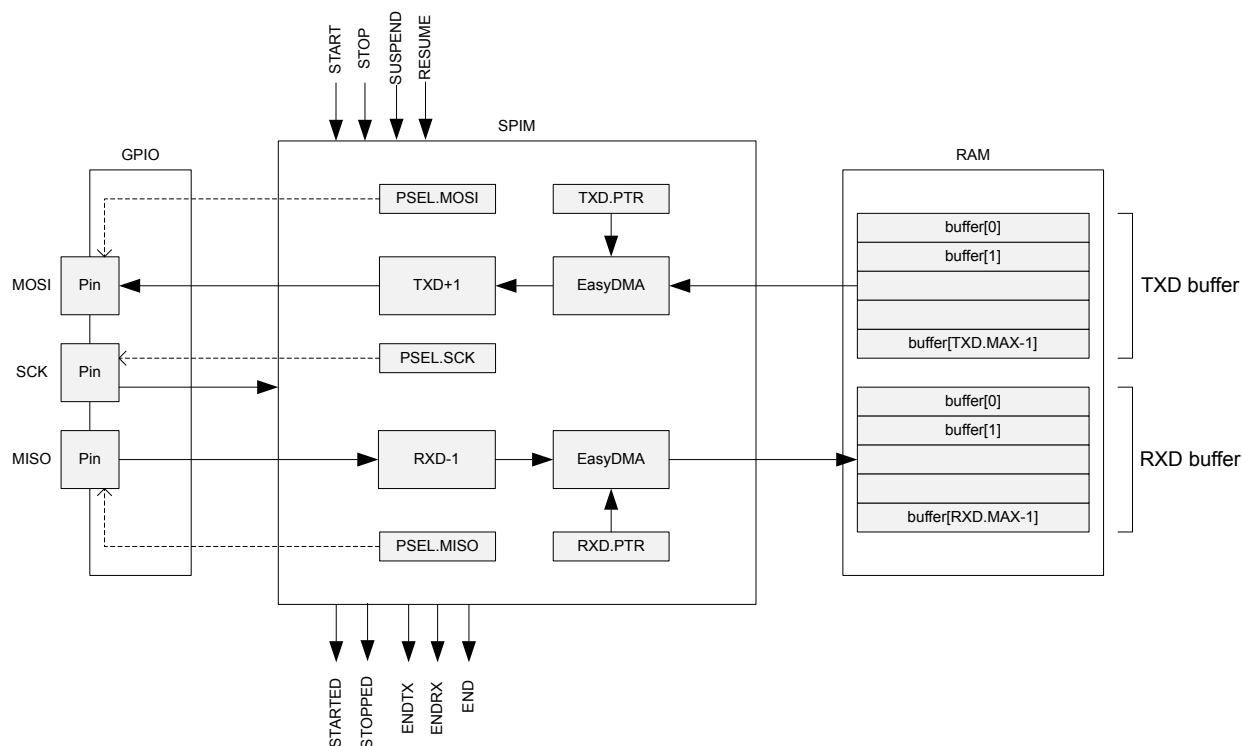 START
STOP
SUSPEND
RESUME
SPIM
GPIO
RAM
PSEL.MOSI
TXD.PTR
buffer[0]
buffer[1]
MOSI
Pin
TXD+1
EasyDMA
TXD buffer
buffer[TXD.MAX-1]
PSEL.SCK
SCK
Pin
buffer[0]
buffer[1]
MISO
Pin
RXD-1
EasyDMA
RXD buffer
buffer[RXD.MAX-1]
PSEL.MISO
RXD.PTR
STARTED
STOPPED
ENDTX
ENDRX
END